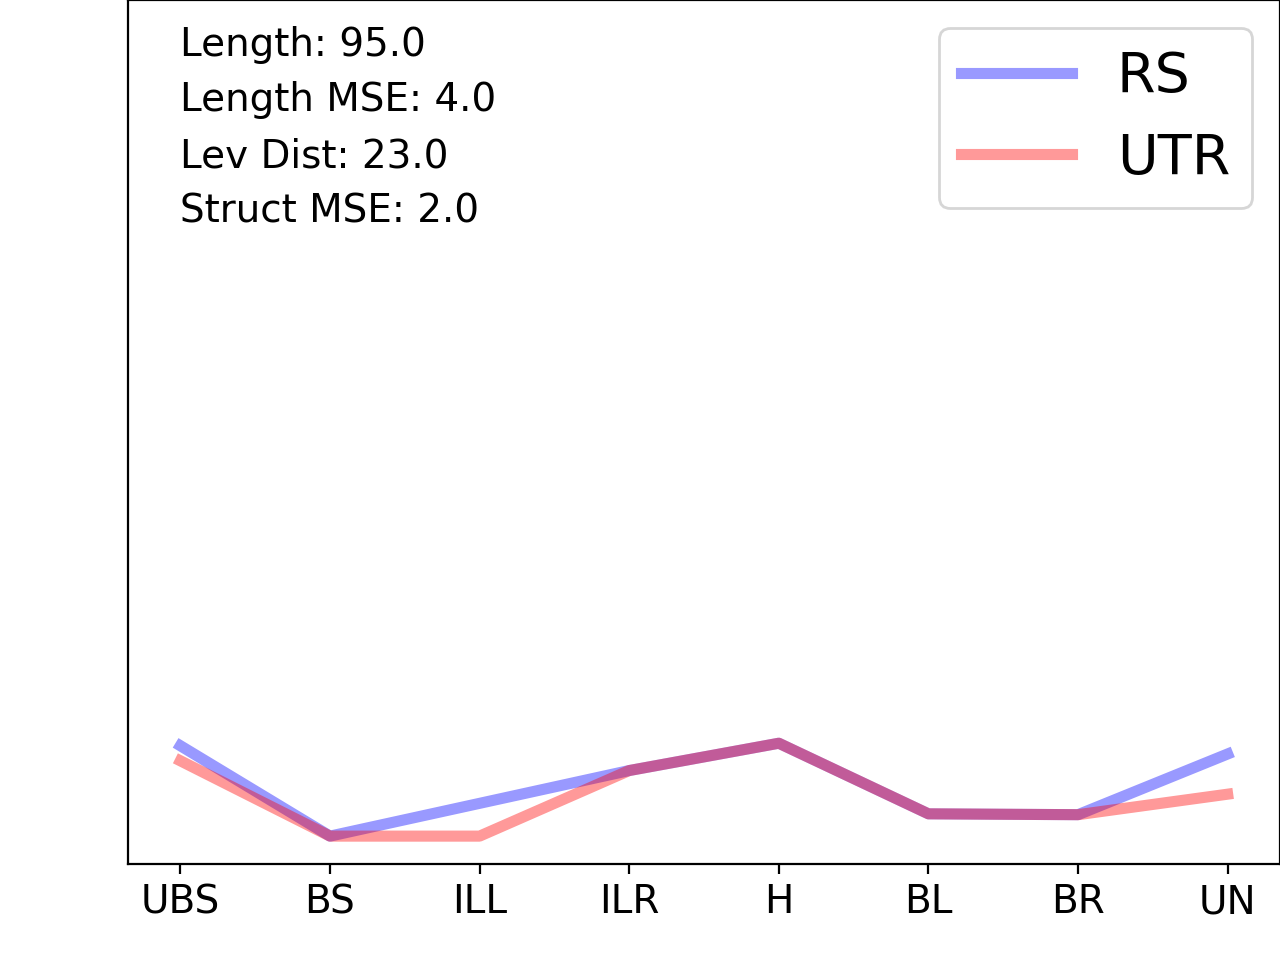 Length: 95.0
Length MSE: 4.0
Lev Dist: 23.0
Struct MSE: 2.0
RS
UTR
UBS BS ILL ILR H BL BR UN